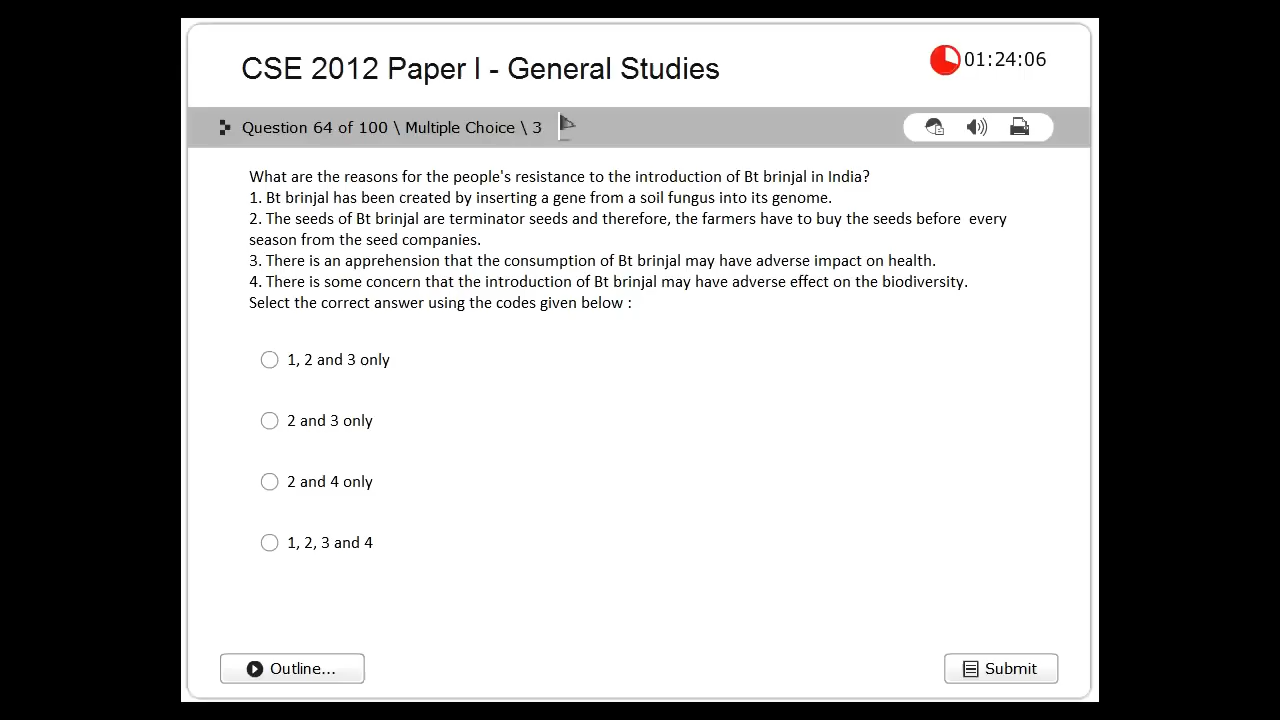 CSE 2012 Paper I - General Studies
01:24:06
Question 64 of 100 \ Multiple Choice \ 3
What are the reasons for the people's resistance to the introduction of Bt brinjal in India?
1. Bt brinjal has been created by inserting a gene from a soil fungus into its genome.
2. The seeds of Bt brinjal are terminator seeds and therefore, the farmers have to buy the seeds before every
season from the seed companies.
3. There is an apprehension that the consumption of Bt brinjal may have adverse impact on health.
4. There is some concern that the introduction of Bt brinjal may have adverse effect on the biodiversity.
Select the correct answer using the codes given below :
1, 2 and 3 only
2 and 3 only
2 and 4 only
1, 2, 3 and 4
Outline...
Submit